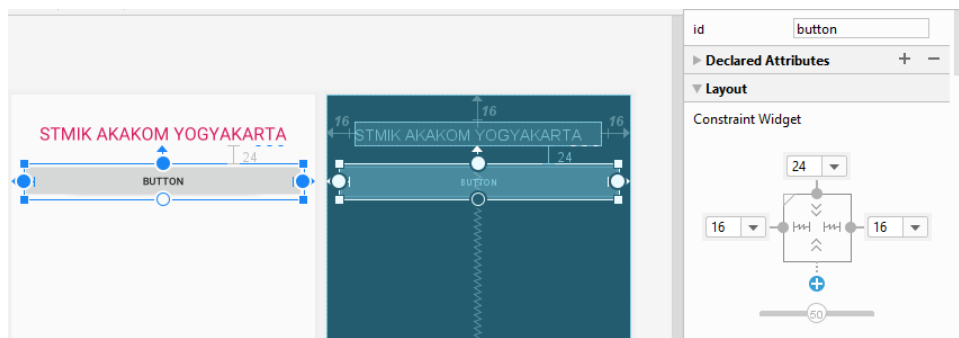 id button
Declared Attributes
Layout
Constraint Widget
24
16
16
50
STMIK AKAKOM YOGYAKARTA
24
BUTTON
16
16
16
STMIK AKAKOM YOGYAKARTA
24
BUTTON